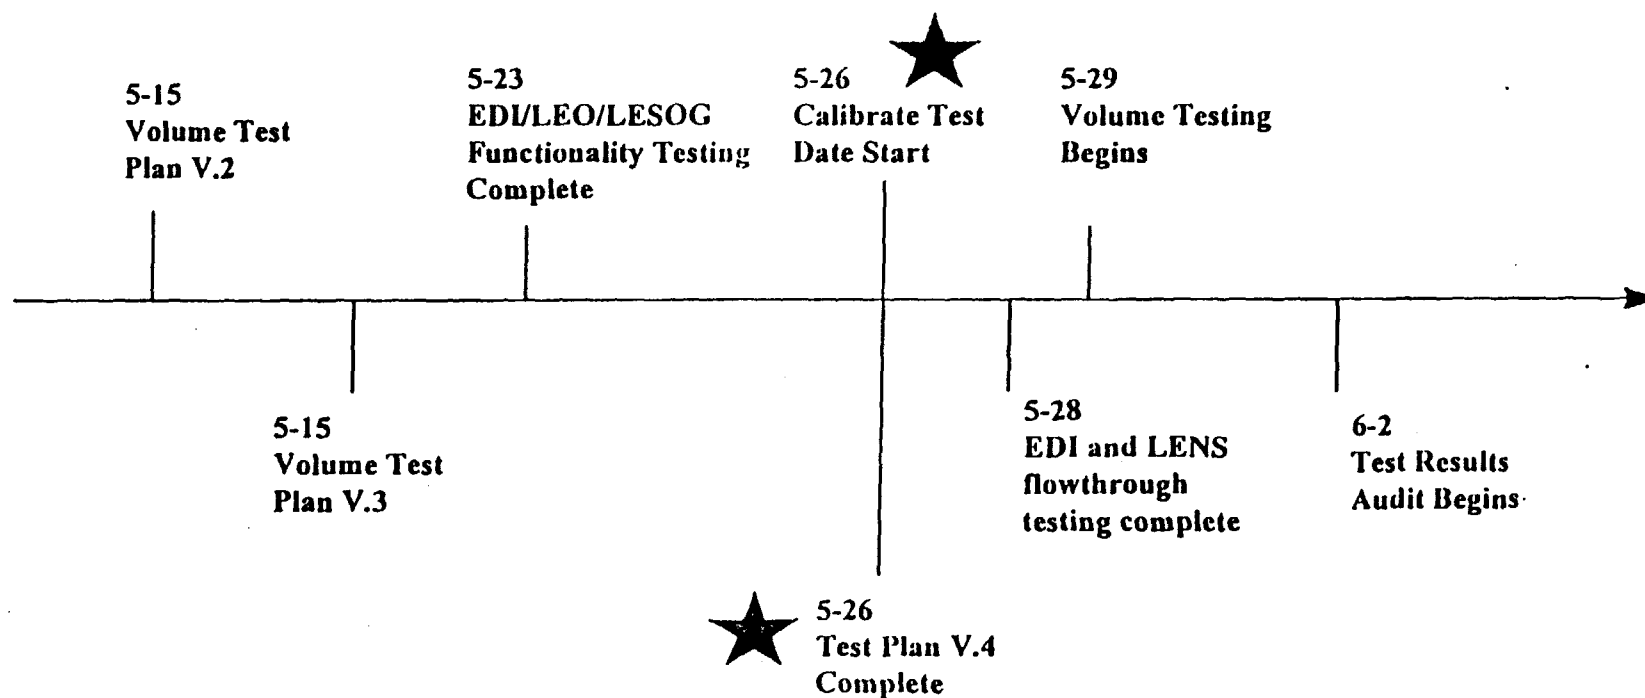 5-15
Volume Test
Plan V.2
5-23
EDI/LEO/LESOG
Functionality Testing
Complete
5-26
Calibrate Test
Date Start
5-29
Volume Testing
Begins
5-15
Volume Test
Plan V.3
5-28
EDI and LENS
flowthrough
testing complete
6-2
Test Results
Audit Begins
5-26
Test Plan V.4
Complete